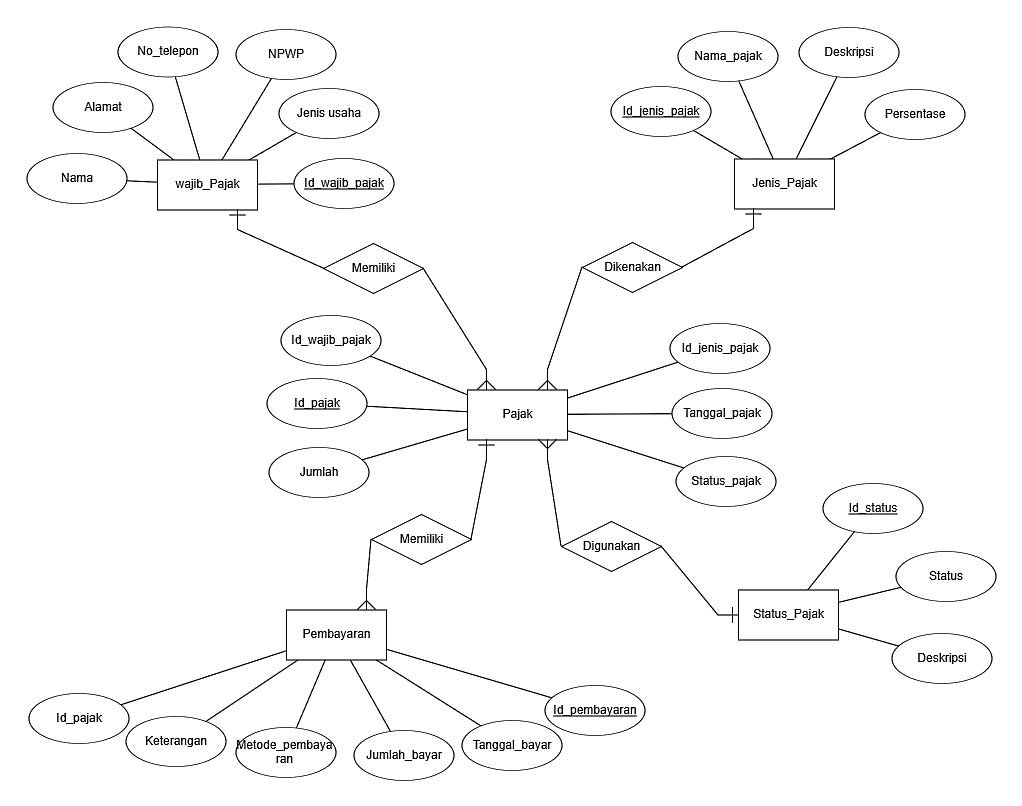 No_telepon
NPWP
Alamat
Jenis usaha
Nama
wajib_Pajak
Id_wajib_pajak
Nama_pajak
Deskripsi
Id_jenis_pajak
Persentase
Jenis_Pajak
Memiliki
Dikenakan
Id_wajib_pajak
Id_jenis_pajak
Id_pajak
Pajak
Tanggal_pajak
Jumlah
Status_pajak
Memiliki
Digunakan
Id_status
Status
Status_Pajak
Deskripsi
Pembayaran
Id_pajak
Keterangan
Metode_pembaya
ran
Jumlah_bayar
Tanggal_bayar
Id_pembayaran